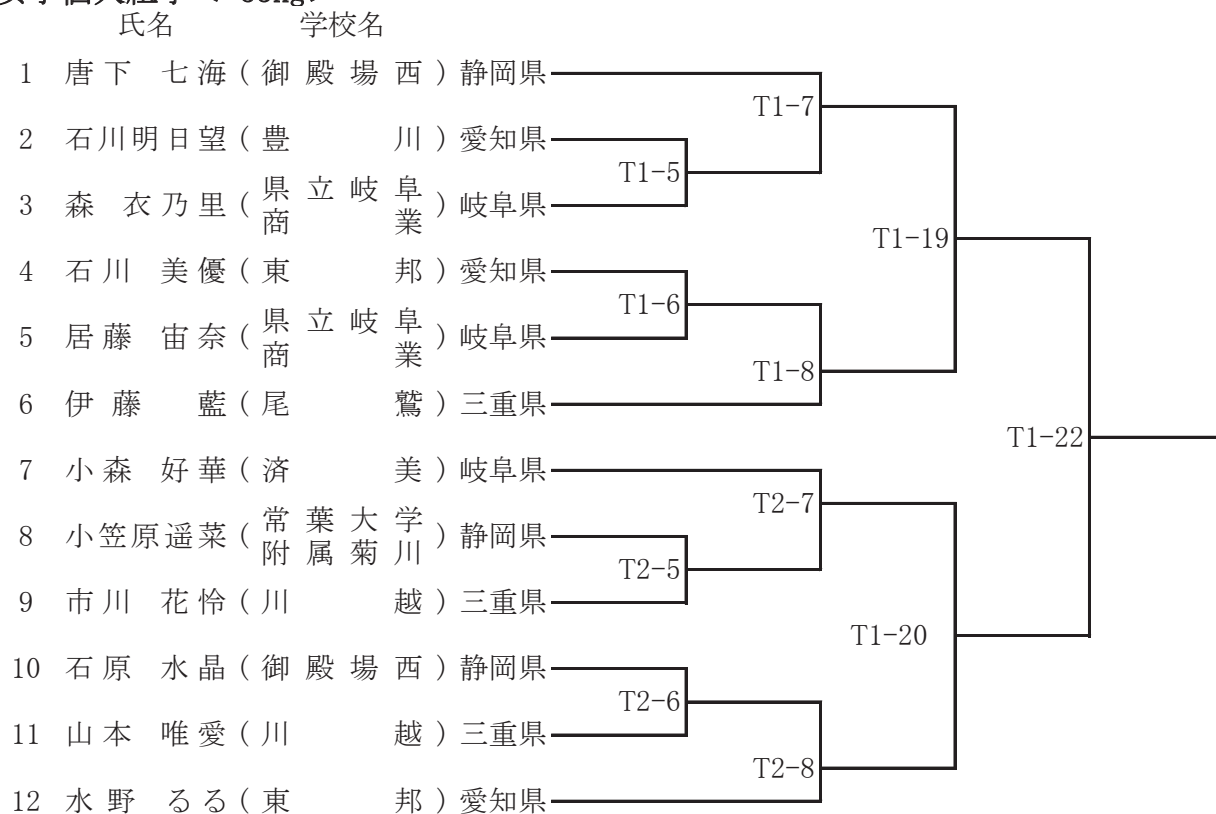 氏名 学校名
1 唐下 七海 (御殿場西) 静岡県
T1-7
2 石川明日望 (豊川) 愛知県
T1-5
3 森 衣乃里 (県立岐阜商業) 岐阜県
T1-19
4 石川 美優 (東邦) 愛知県
T1-6
5 居藤 宙奈 (県立岐阜商業) 岐阜県
T1-8
6 伊藤 藍 (尾鷲) 三重県
T1-22
7 小森 好華 (済美) 岐阜県
T2-7
8 小笠原遥菜 (常葉大学附属菊川) 静岡県
T2-5
9 市川 花怜 (川越) 三重県
T1-20
10 石原 水晶 (御殿場西) 静岡県
T2-6
11 山本 唯愛 (川越) 三重県
T2-8
12 水野 るる (東邦) 愛知県